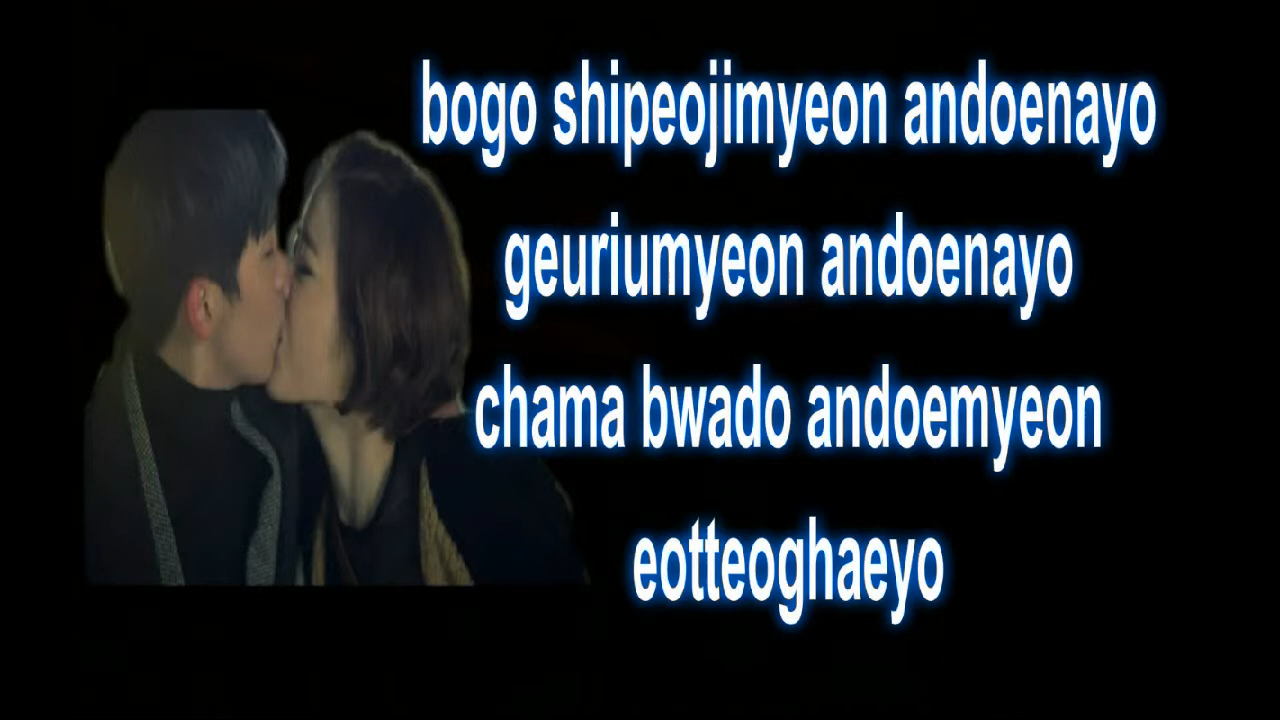 bogo shipeojimyeon andoenayo
geuriumyeon andoenayo
chama bwado andoemyeon
eotteoghaeyo